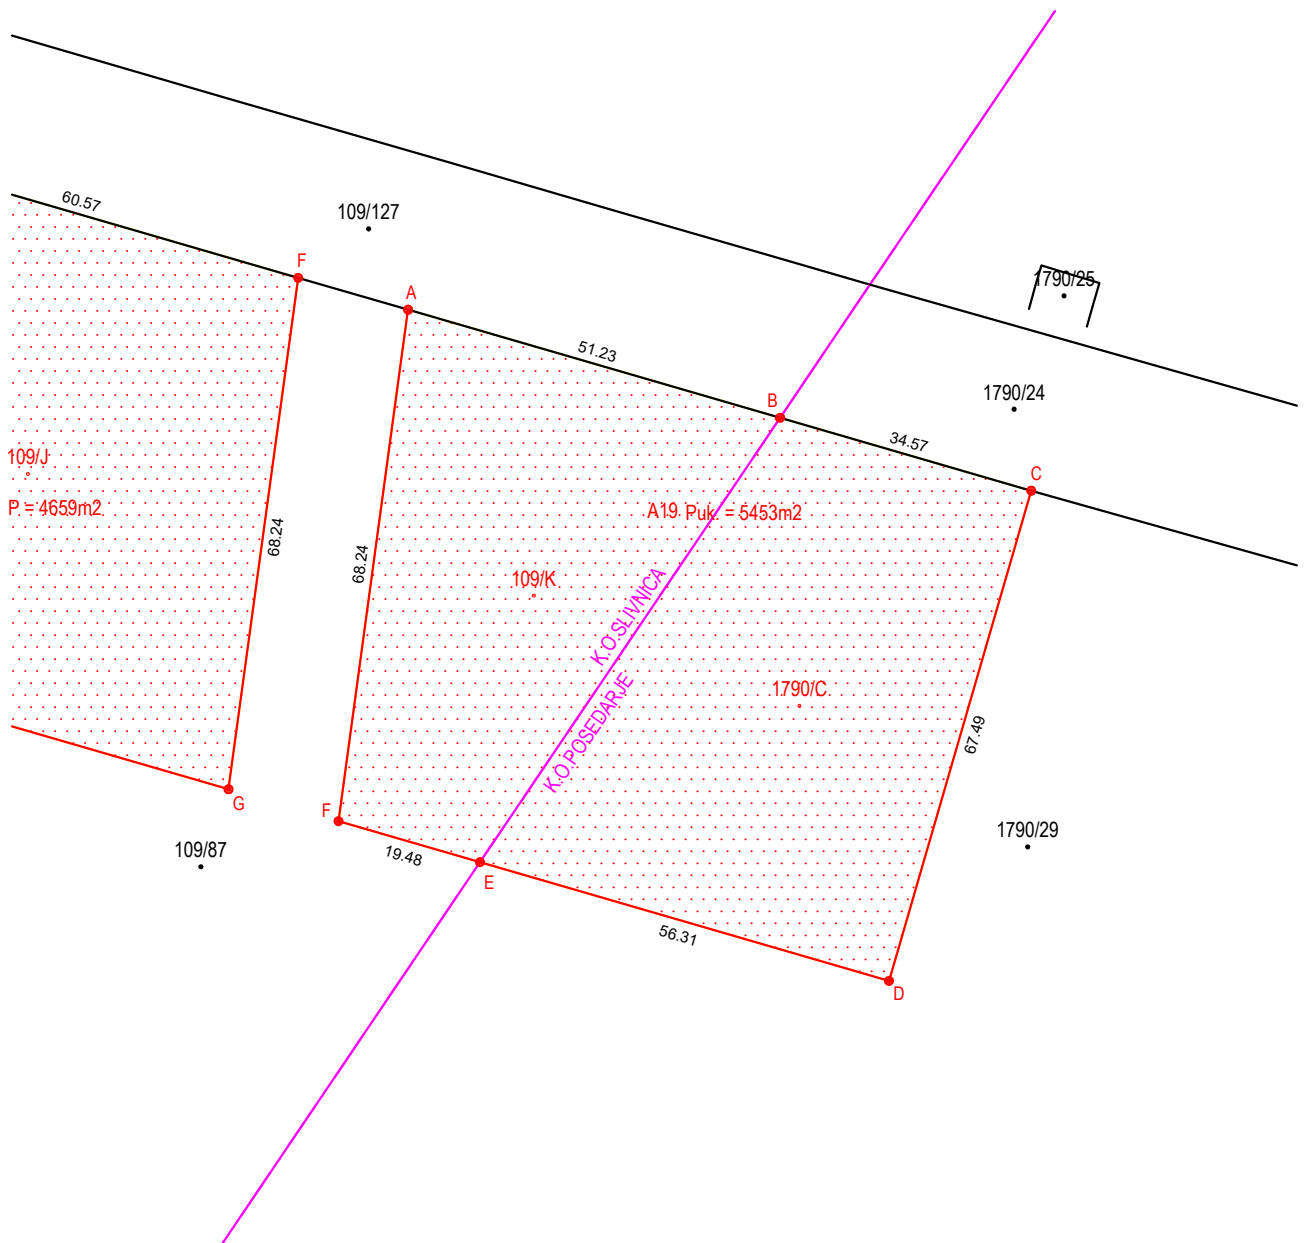 60.57
109/127
F
1790/25
A
51.23
B
1790/24
34.57
109/J
C
P = 4659m2
A19 Puk. = 5453m2
68.24
68.24
109/K
K.O.SLIVNICA
K.O.POSEDARJE
1790/C
67.49
G
F
109/87
19.48
E
1790/29
56.31
D